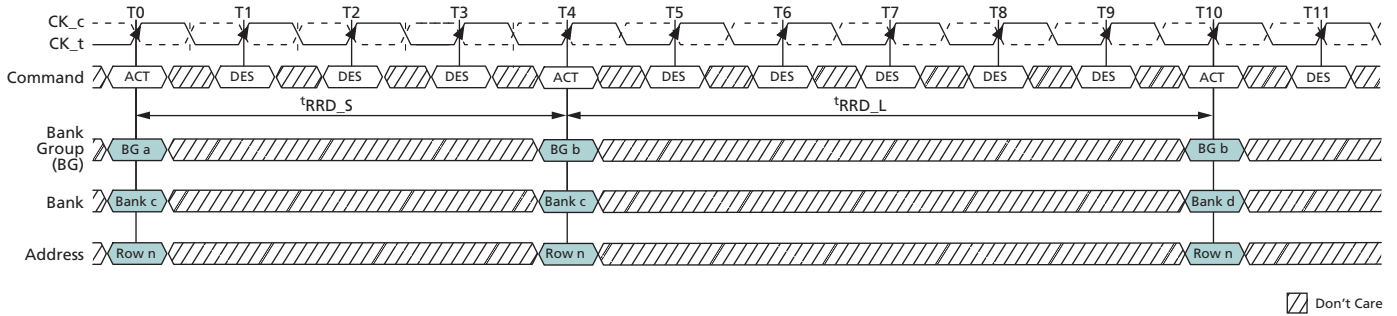 T0 T1 T2 T3 T4 T5 T6 T7 T8 T9 T10 T11
CK_c
CK_t
Command ACT DES DES DES ACT DES DES DES DES DES ACT DES
tRRD_S tRRD_L
Bank
Group
(BG)
BG a BG b BG b
Bank Bank c Bank c Bank d
Address Row n Row n Row n
Don't Care